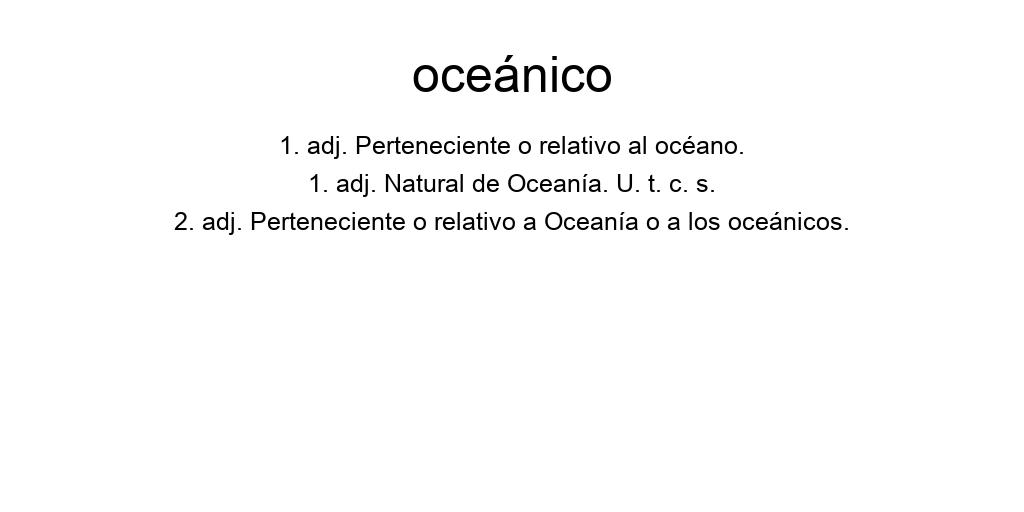 oceánico
1. adj. Perteneciente o relativo al océano.
1. adj. Natural de Oceanía. U. t. c. s.
2. adj. Perteneciente o relativo a Oceanía o a los oceánicos.